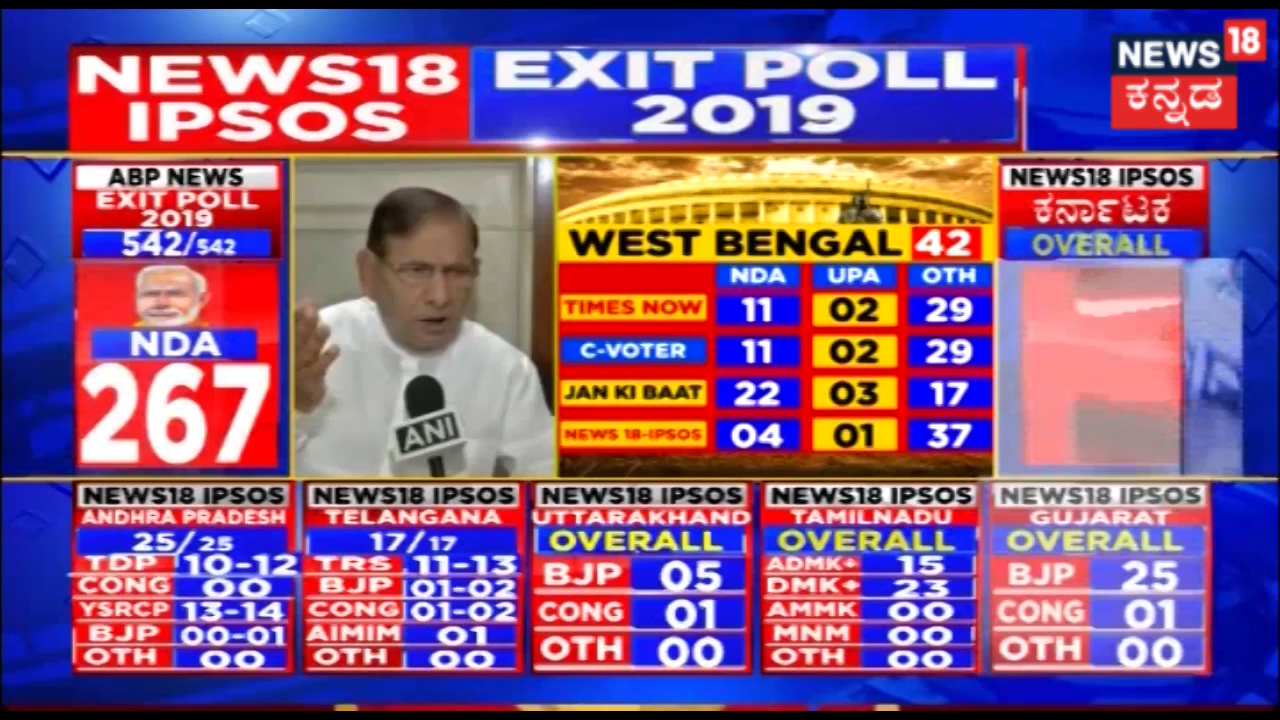 NEWS18
IPSOS
EXIT POLL
2019
NEWS 18
ಕನ್ನಡ
ABP NEWS
EXIT POLL
2019
542/542
NDA
267
ANI
WEST BENGAL 42
NDA UPA OTH
TIMES NOW 11 02 29
C-VOTER 11 02 29
JAN KI BAAT 22 03 17
NEWS 18-IPSOS 04 01 37
NEWS18 IPSOS
ಕರ್ನಾಟಕ
OVERALL
NEWS18 IPSOS
ANDHRA PRADESH
25/25
TDP 10-12
CONG 00
YSRCP 13-14
BJP 00-01
OTH 00
NEWS18 IPSOS
TELANGANA
17/17
TRS 11-13
BJP 01-02
CONG 01-02
AIMIM 01
OTH 00
NEWS18 IPSOS
UTTARAKHAND
OVERALL
BJP 05
CONG 01
OTH 00
NEWS18 IPSOS
TAMILNADU
OVERALL
ADMK+ 15
DMK+ 23
AMMK 00
MNM 00
OTH 00
NEWS18 IPSOS
GUJARAT
OVERALL
BJP 25
CONG 01
OTH 00